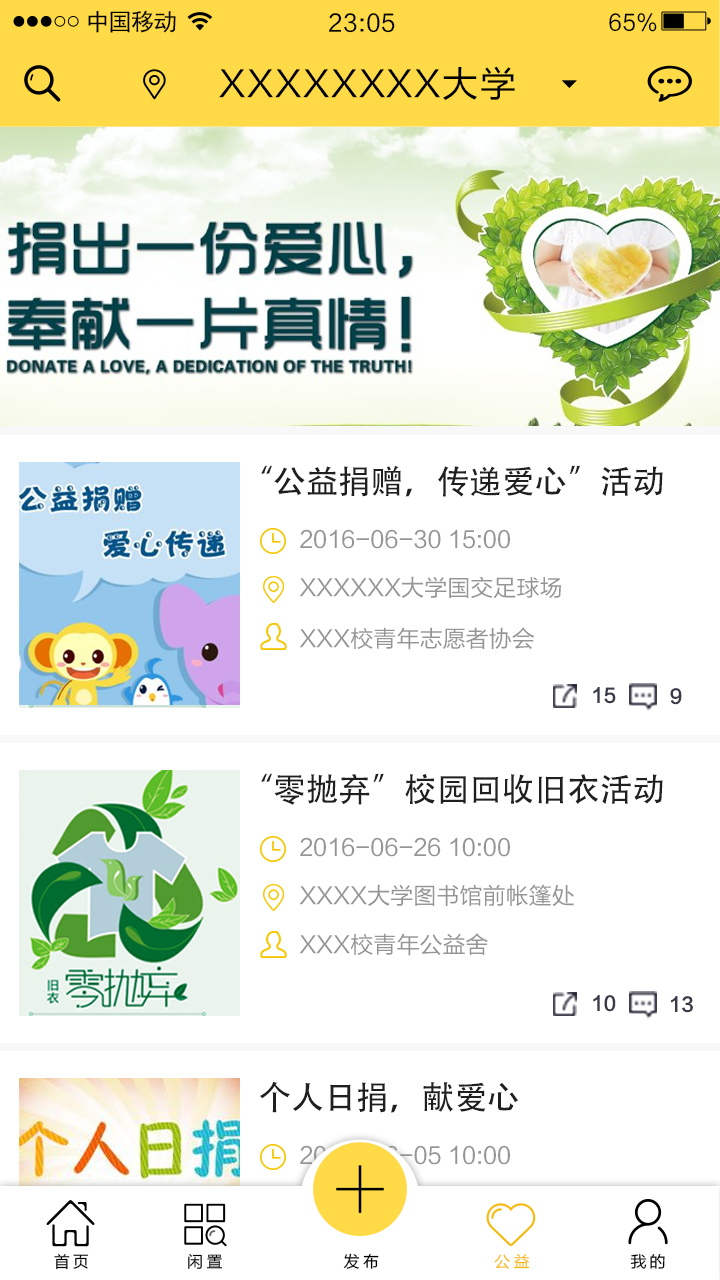 中国移动
23:05
65%
XXXXXXXX大学
捐出一份爱心，
奉献一片真情！
DONATE A LOVE, A DEDICATION OF THE TRUTH!
公益捐赠
爱心传递
“公益捐赠，传递爱心”活动
2016-06-30 15:00
XXXXXX大学国交足球场
XXX校青年志愿者协会
15
9
旧衣
零抛弃
“零抛弃”校园回收旧衣活动
2016-06-26 10:00
XXXX大学图书馆前帐篷处
XXX校青年公益舍
10
13
个人日捐
个人日捐，献爱心
-05 10:00
首页
闲置
发布
公益
我的